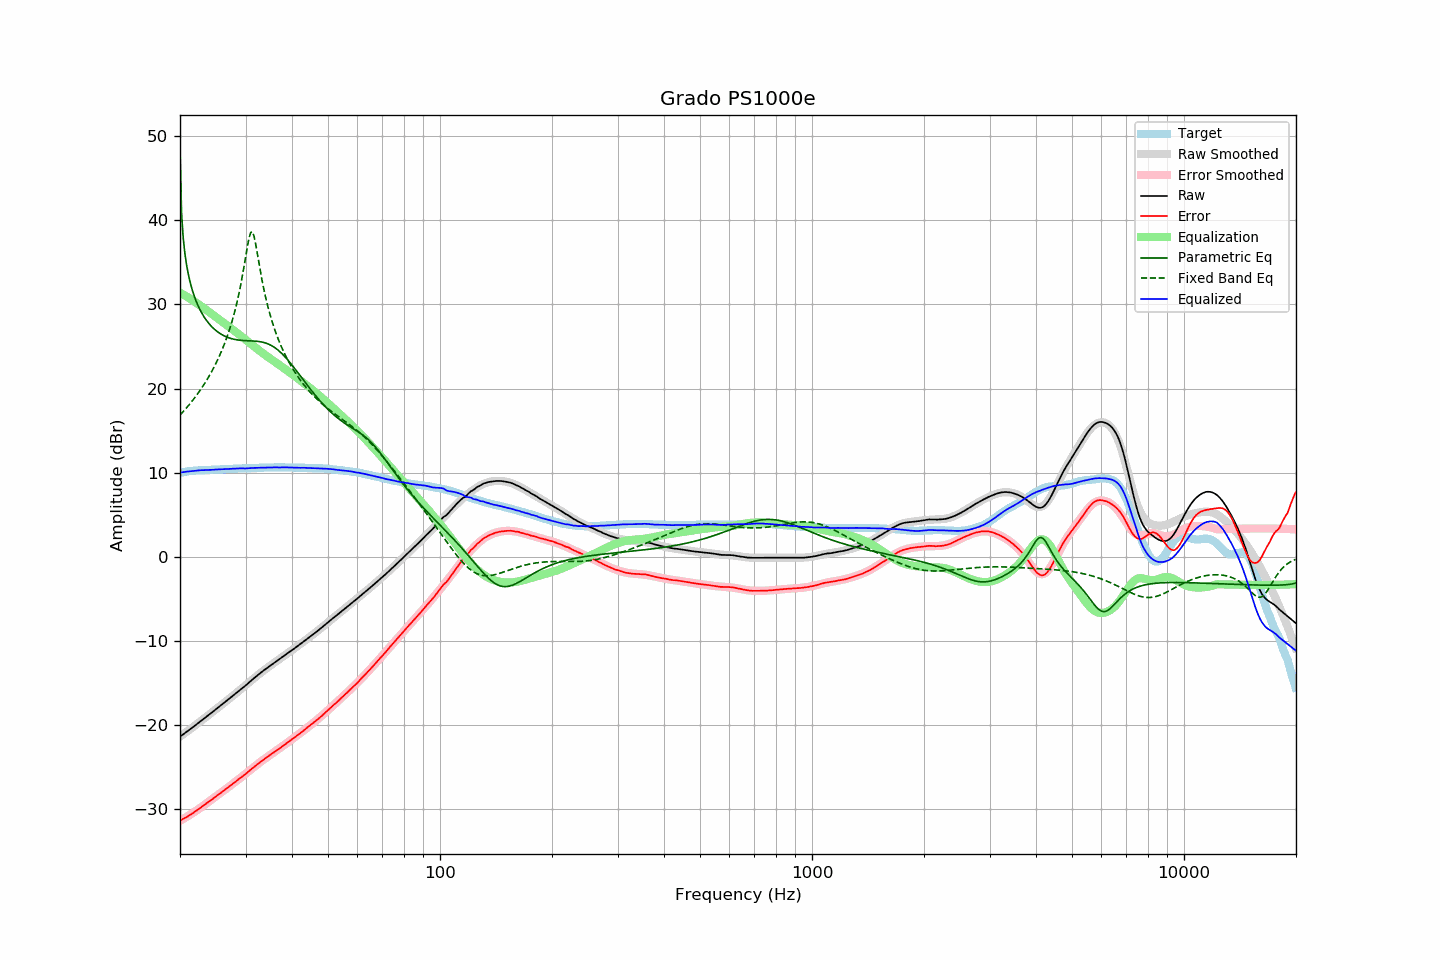 Grado PS1000e
Amplitude (dBr)
50
40
30
20
10
0
−10
−20
−30
100
1000
10000
Frequency (Hz)
Target
Raw Smoothed
Error Smoothed
Raw
Error
Equalization
Parametric Eq
Fixed Band Eq
Equalized